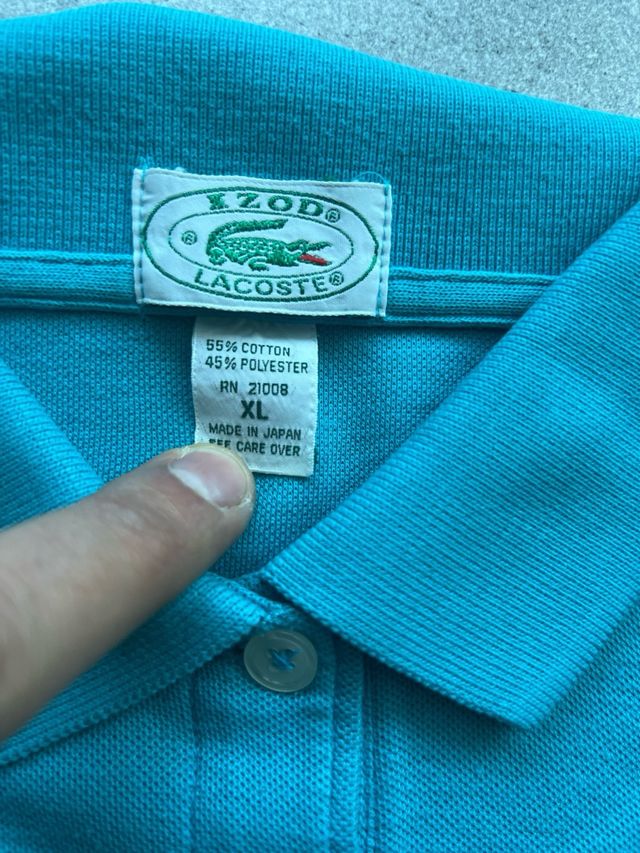 IZOD®
®
LACOSTE®
55% COTTON
45% POLYESTER
RN 21008
XL
MADE IN JAPAN
SEE CARE OVER